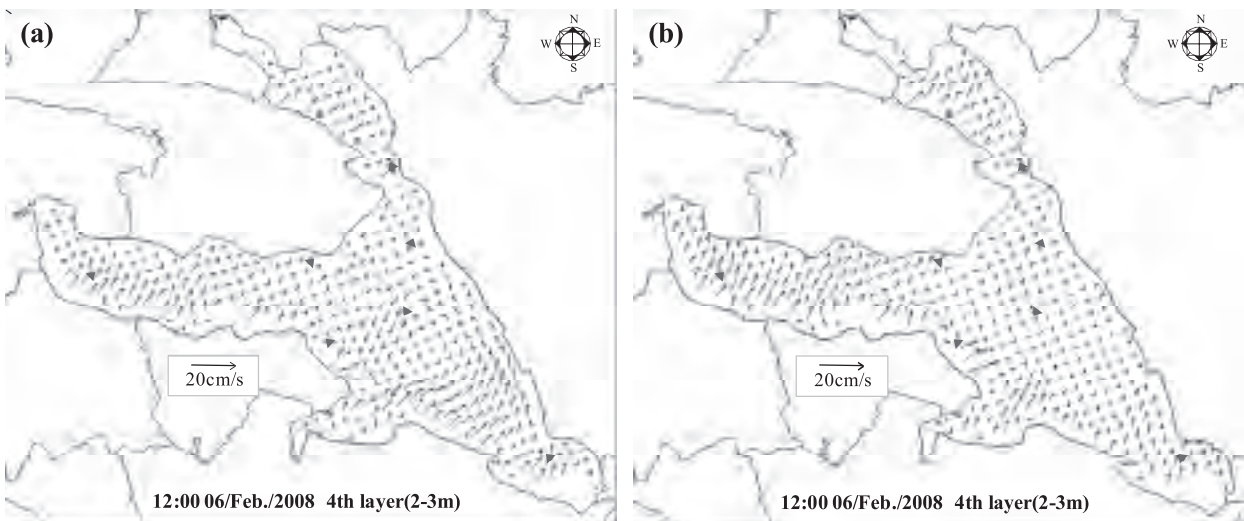 (a)
N
W E
S
20cm/s
12:00 06/Feb./2008 4th layer(2-3m)
(b)
N
W E
S
20cm/s
12:00 06/Feb./2008 4th layer(2-3m)